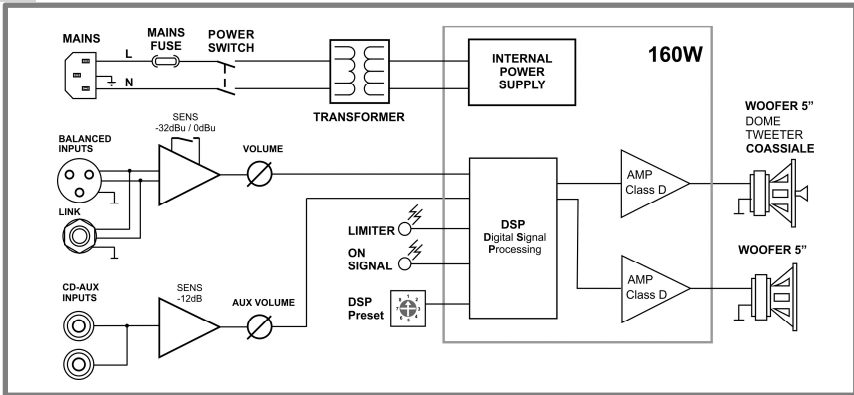 MAINS
MAINS
FUSE
POWER
SWITCH
L
N
TRANSFORMER
INTERNAL
POWER
SUPPLY
160W
BALANCED
INPUTS
SENS
-32dBu / 0dBu
VOLUME
LINK
LIMITER
ON
SIGNAL
DSP
Preset
DSP
Digital Signal
Processing
AMP
Class D
WOOFER 5”
DOME
TWEETER
COASSIALE
AMP
Class D
WOOFER 5”
CD-AUX
INPUTS
SENS
-12dB
AUX VOLUME